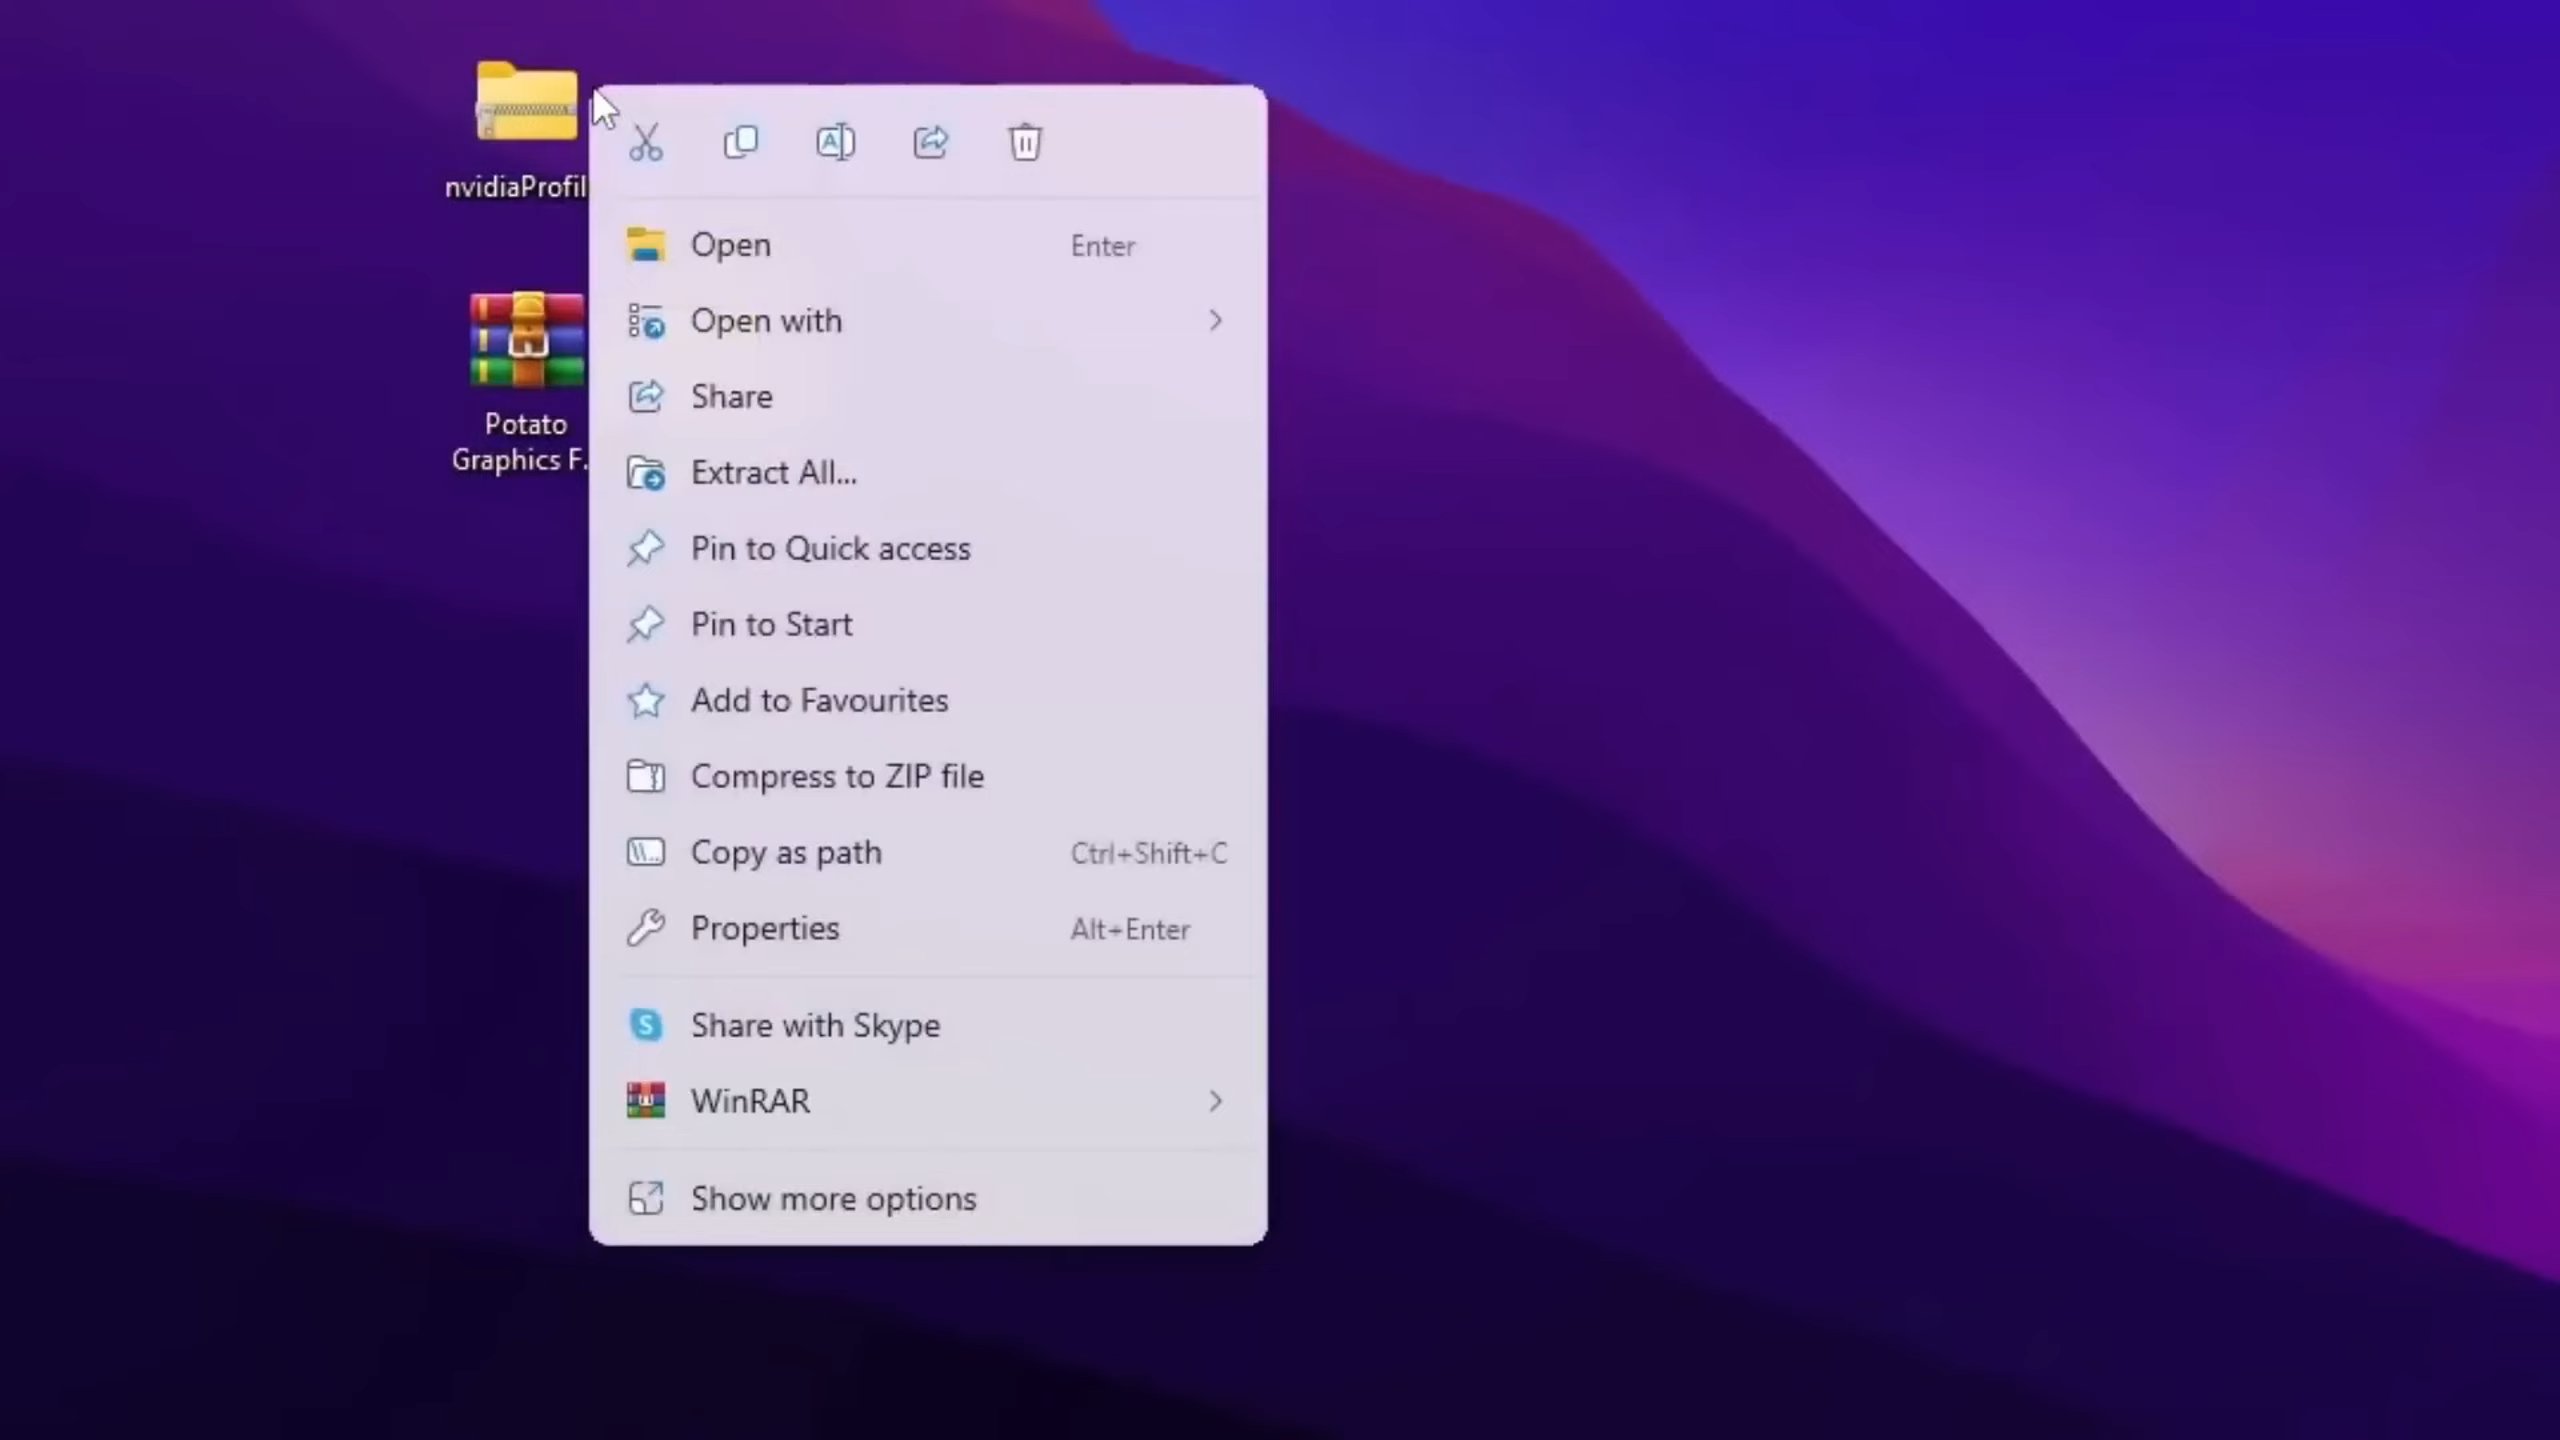 nvidiaProfil
Potato
Graphics F.
Open Enter
Open with
Share
Extract All...
Pin to Quick access
Pin to Start
Add to Favourites
Compress to ZIP file
Copy as path Ctrl+Shift+C
Properties Alt+Enter
Share with Skype
WinRAR
Show more options